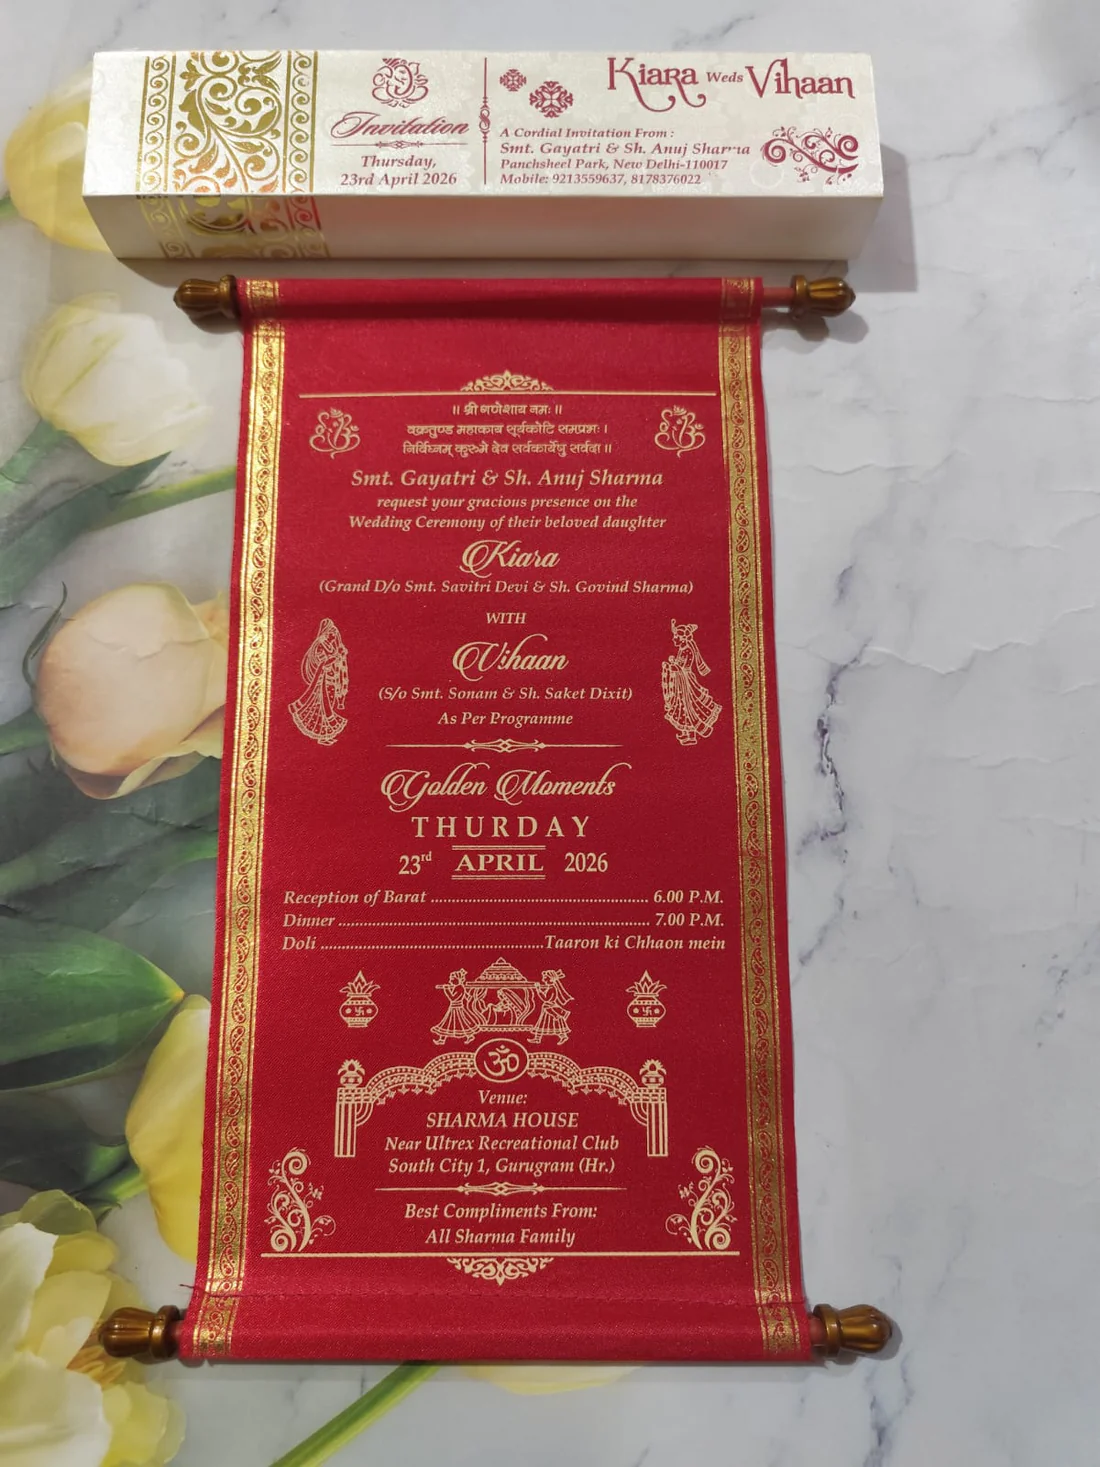 Invitation
Thursday,
23rd April 2026
Kiara Weds Vihaan
A Cordial Invitation From :
Smt. Gayatri & Sh. Anuj Sharma
Panchsheel Park, New Delhi-110017
Mobile: 9213559637, 8178376022
॥ श्री गणेशाय नमः ॥
वक्रतुण्ड महाकाय सूर्यकोटि समप्रभः ।
निर्विघ्नम् कुरूमे देव सर्वकार्येषु सर्वदा ॥
Smt. Gayatri & Sh. Anuj Sharma
request your gracious presence on the
Wedding Ceremony of their beloved daughter
Kiara
(Grand D/o Smt. Savitri Devi & Sh. Govind Sharma)
WITH
Vihaan
(S/o Smt. Sonam & Sh. Saket Dixit)
As Per Programme
Golden Moments
THURDAY
23rd APRIL 2026
Reception of Barat ........................................ 6.00 P.M.
Dinner ........................................................ 7.00 P.M.
Doli ........................................Taaron ki Chhaon mein
ॐ
Venue:
SHARMA HOUSE
Near Ultrex Recreational Club
South City 1, Gurugram (Hr.)
Best Compliments From:
All Sharma Family